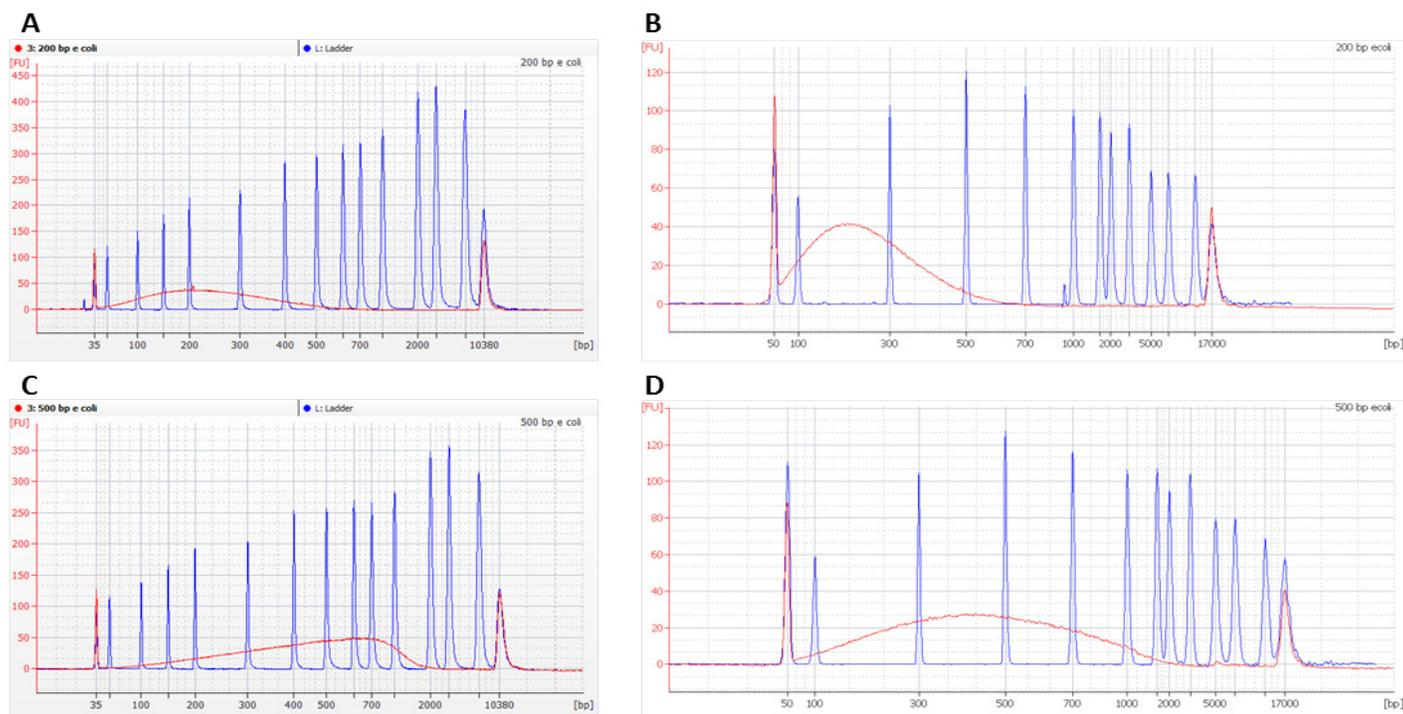 A
3: 200 bp e coli
L: Ladder
[FU]
200 bp e coli
450
400
350
300
250
200
150
100
50
0
35 100 200 300 400 500 700 2000 10380 [bp]
B
[FU]
200 bp ecoli
120
100
80
60
40
20
0
50 100 300 500 700 1000 2000 5000 17000 [bp]
C
3: 500 bp e coli
L: Ladder
[FU]
500 bp e coli
350
300
250
200
150
100
50
0
35 100 200 300 400 500 700 2000 10380 [bp]
D
[FU]
500 bp ecoli
120
100
80
60
40
20
0
50 100 300 500 700 1000 2000 5000 17000 [bp]